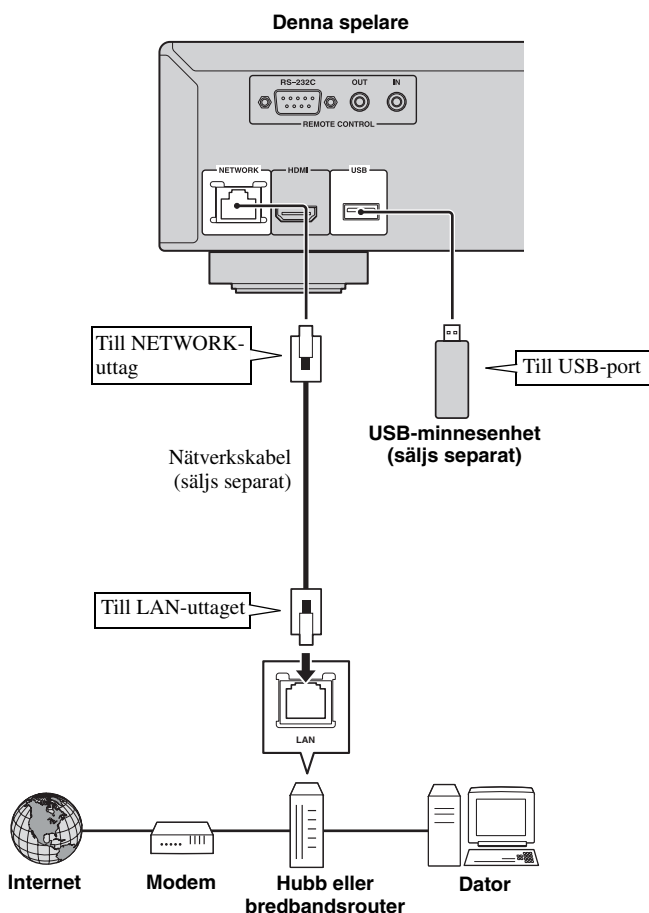 Denna spelare
RS–232C
OUT
IN
REMOTE CONTROL
NETWORK
HDMI
USB
Till NETWORK-
uttag
Till USB-port
USB-minnesenhet
(säljs separat)
Nätverkskabel
(säljs separat)
Till LAN-uttaget
LAN
Internet
Modem
Hubb eller
bredbandsrouter
Dator